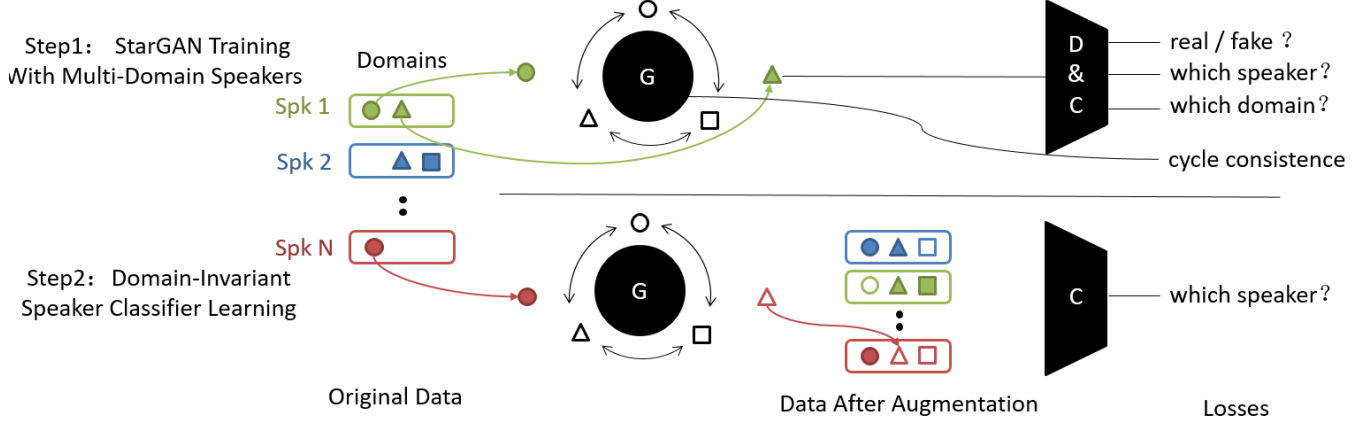 Step1： StarGAN Training
With Multi-Domain Speakers
Domains
Spk 1
Spk 2
Spk N
G
D
&
C
real / fake？
which speaker？
which domain？
cycle consistence
Step2： Domain-Invariant
Speaker Classifier Learning
G
C
which speaker？
Original Data
Data After Augmentation
Losses